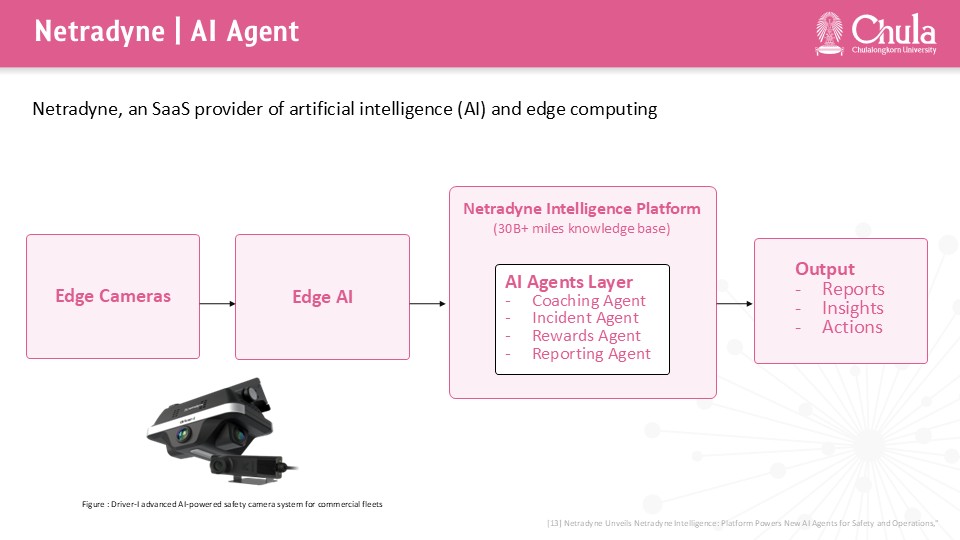 Netradyne | AI Agent
Chula
Chulalongkorn University
Netradyne, an SaaS provider of artificial intelligence (AI) and edge computing
Edge Cameras
Edge AI
Netradyne Intelligence Platform
(30B+ miles knowledge base)
AI Agents Layer
- Coaching Agent
- Incident Agent
- Rewards Agent
- Reporting Agent
Output
- Reports
- Insights
- Actions
Figure : Driver-I advanced AI-powered safety camera system for commercial fleets
[13] Netradyne Unveils Netradyne Intelligence: Platform Powers New AI Agents for Safety and Operations,"